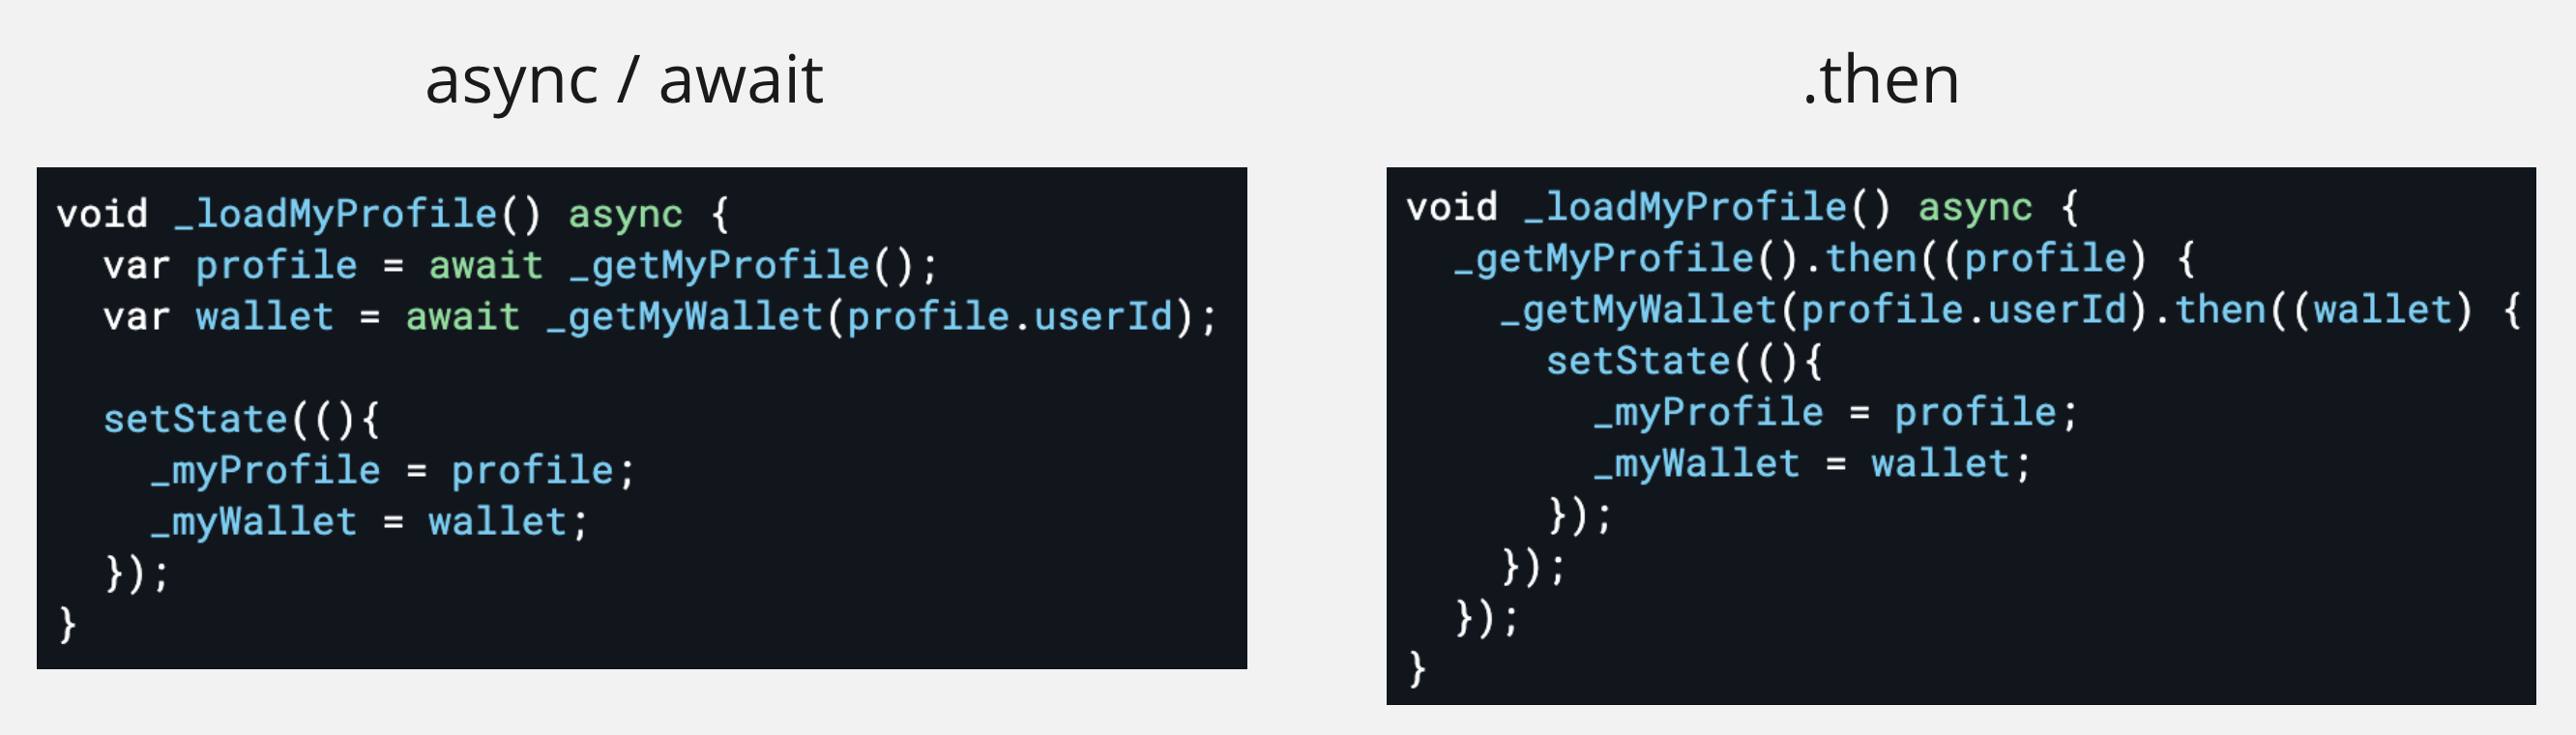 async / await
void _loadMyProfile() async {
  var profile = await _getMyProfile();
  var wallet = await _getMyWallet(profile.userId);
  setState((){
    _myProfile = profile;
    _myWallet = wallet;
  });
}
.then
void _loadMyProfile() async {
  _getMyProfile().then((profile) {
    _getMyWallet(profile.userId).then((wallet) {
      setState((){
        _myProfile = profile;
        _myWallet = wallet;
      });
    });
  });
}